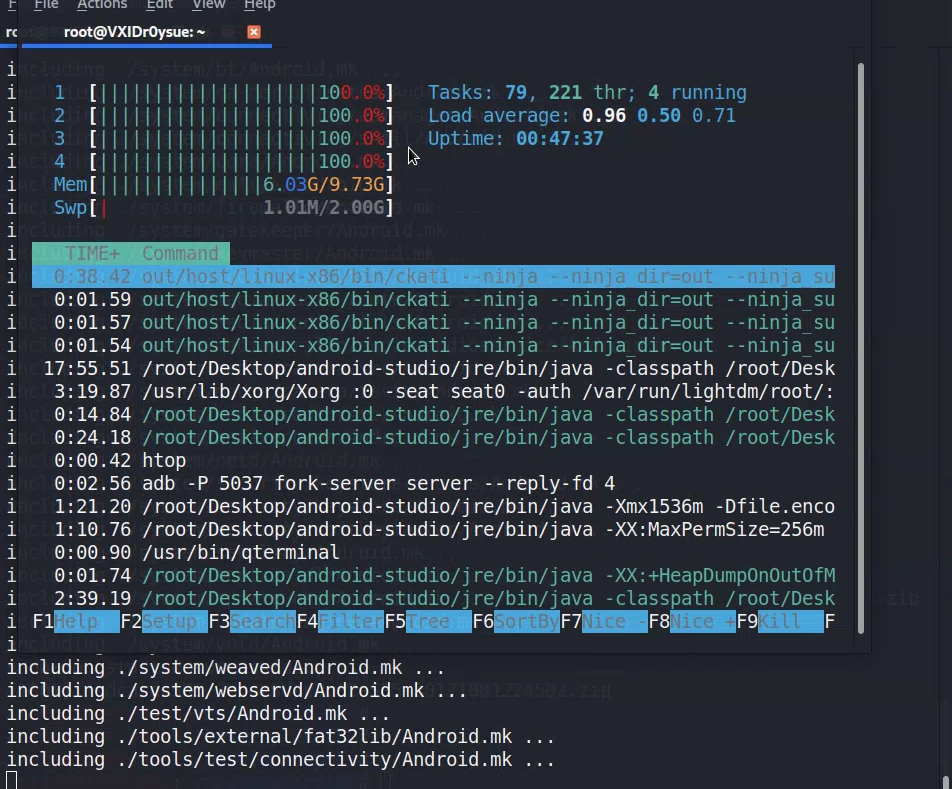 File Actions Edit View Help
root@VXIDr0ysue: ~
1 [||||||||||||||||||||100.0%] Tasks: 79, 221 thr; 4 running
2 [||||||||||||||||||||100.0%] Load average: 0.96 0.50 0.71
3 [||||||||||||||||||||100.0%] Uptime: 00:47:37
4 [||||||||||||||||||||100.0%]
Mem[|||||||||||||||6.03G/9.73G]
Swp[| 1.01M/2.00G]
TIME+ Command
0:38.42 out/host/linux-x86/bin/ckati --ninja --ninja_dir=out --ninja_su
0:01.59 out/host/linux-x86/bin/ckati --ninja --ninja_dir=out --ninja_su
0:01.57 out/host/linux-x86/bin/ckati --ninja --ninja_dir=out --ninja_su
0:01.54 out/host/linux-x86/bin/ckati --ninja --ninja_dir=out --ninja_su
17:55.51 /root/Desktop/android-studio/jre/bin/java -classpath /root/Desk
3:19.87 /usr/lib/xorg/Xorg :0 -seat seat0 -auth /var/run/lightdm/root/:
0:14.84 /root/Desktop/android-studio/jre/bin/java -classpath /root/Desk
0:24.18 /root/Desktop/android-studio/jre/bin/java -classpath /root/Desk
0:00.42 htop
0:02.56 adb -P 5037 fork-server server --reply-fd 4
1:21.20 /root/Desktop/android-studio/jre/bin/java -Xmx1536m -Dfile.enco
1:10.76 /root/Desktop/android-studio/jre/bin/java -XX:MaxPermSize=256m
0:00.90 /usr/bin/qterminal
0:01.74 /root/Desktop/android-studio/jre/bin/java -XX:+HeapDumpOnOutOfM
2:39.19 /root/Desktop/android-studio/jre/bin/java -classpath /root/Desk
F1Help F2Setup F3SearchF4FilterF5Tree F6SortByF7Nice -F8Nice +F9Kill F
including ./system/weaved/Android.mk ...
including ./system/webservd/Android.mk ...
including ./test/vts/Android.mk ...
including ./tools/external/fat32lib/Android.mk ...
including ./tools/test/connectivity/Android.mk ...